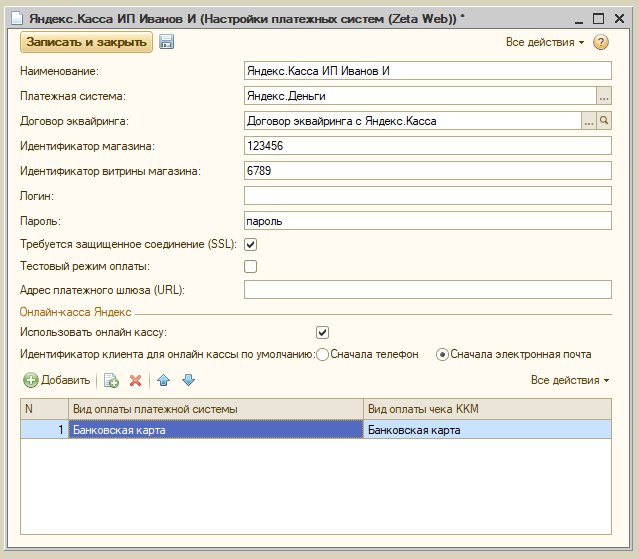 Яндекс.Касса ИП Иванов И (Настройки платежных систем (Zeta Web)) *
Записать и закрыть
Все действия
Наименование: Яндекс.Касса ИП Иванов И
Платежная система: Яндекс.Деньги ...
Договор эквайринга: Договор эквайринга с Яндекс.Касса ...
Идентификатор магазина: 123456
Идентификатор витрины магазина: 6789
Логин:
Пароль: пароль
Требуется защищенное соединение (SSL):
Тестовый режим оплаты:
Адрес платежного шлюза (URL):
Онлайн-касса Яндекс
Использовать онлайн кассу:
Идентификатор клиента для онлайн кассы по умолчанию: Сначала телефон Сначала электронная почта
Добавить Все действия
N Вид оплаты платежной системы Вид оплаты чека ККМ
1 Банковская карта Банковская карта